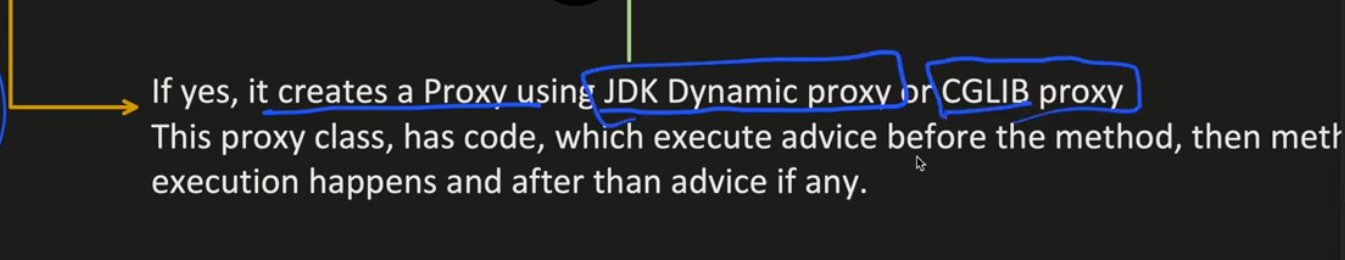 If yes, it creates a Proxy using JDK Dynamic proxy or CGLIB proxy
This proxy class, has code, which execute advice before the method, then meth
execution happens and after than advice if any.